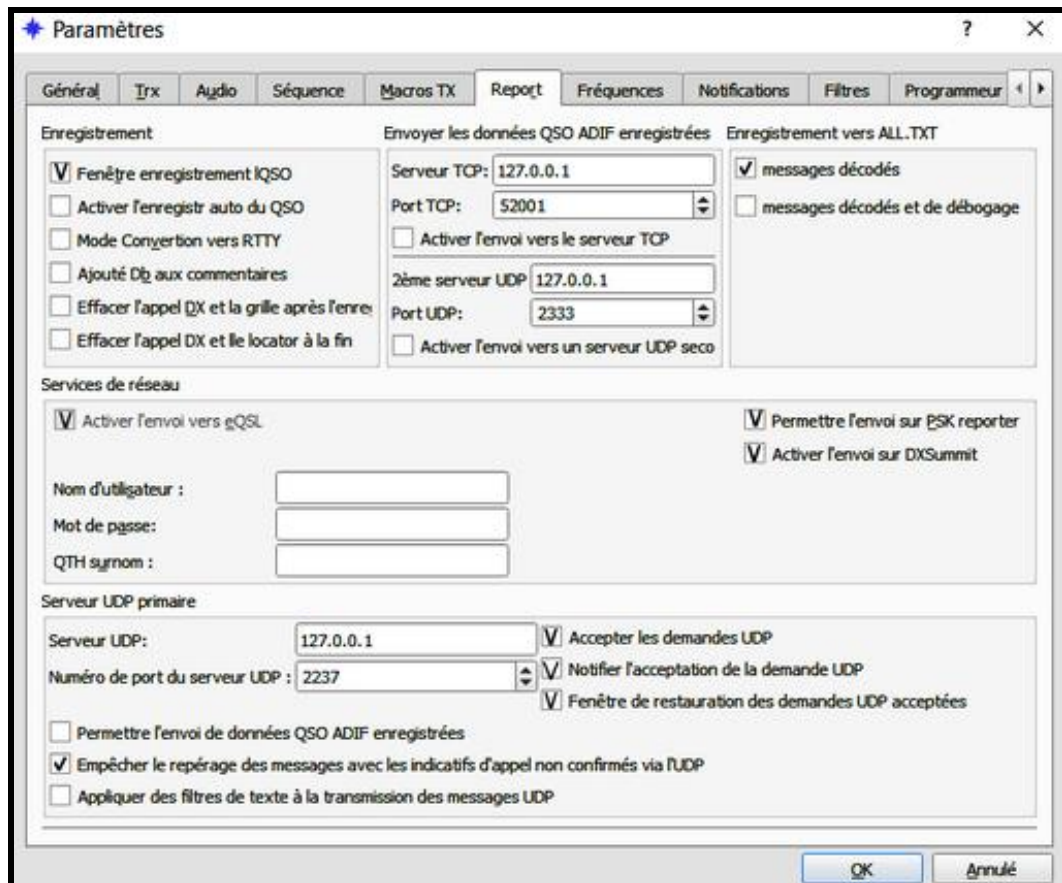 Paramètres
?
Général
Trx
Audio
Séquence
Macros TX
Report
Fréquences
Notifications
Filtres
Programmeur
Enregistrement
Fenêtre enregistrement lQSO
Activer l'enregistr auto du QSO
Mode Convertion vers RTTY
Ajouté Db aux commentaires
Effacer l'appel DX et la grille après l'enre
Effacer l'appel DX et lle locator à la fin
Envoyer les données QSO ADIF enregistrées
Serveur TCP: 127.0.0.1
Port TCP: 52001
Activer l'envoi vers le serveur TCP
2ème serveur UDP 127.0.0.1
Port UDP: 2333
Activer l'envoi vers un serveur UDP seco
Enregistrement vers ALL.TXT
messages décodés
messages décodés et de débogage
Services de réseau
Activer l'envoi vers eQSL
Permettre l'envoi sur PSK reporter
Activer l'envoi sur DXSummit
Nom d'utilisateur :
Mot de passe:
QTH surnom :
Serveur UDP primaire
Serveur UDP: 127.0.0.1
Numéro de port du serveur UDP : 2237
Accepter les demandes UDP
Notifier l'acceptation de la demande UDP
Fenêtre de restauration des demandes UDP acceptées
Permettre l'envoi de données QSO ADIF enregistrées
Empêcher le repérage des messages avec les indicatifs d'appel non confirmés via l'UDP
Appliquer des filtres de texte à la transmission des messages UDP
OK
Annulé